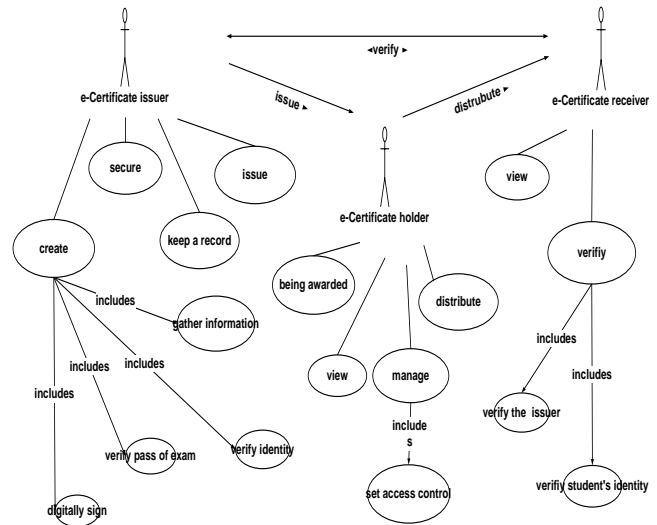 ◂verify ▸
issue ▸
distrubute ▸
e-Certificate issuer
e-Certificate receiver
secure
issue
view
e-Certificate holder
create
keep a record
verifiy
being awarded
distribute
includes
gather information
includes
includes
includes
view
manage
includes
includes
include
s
verify the issuer
verify pass of exam
verify identity
set access control
verifiy student's identity
digitally sign